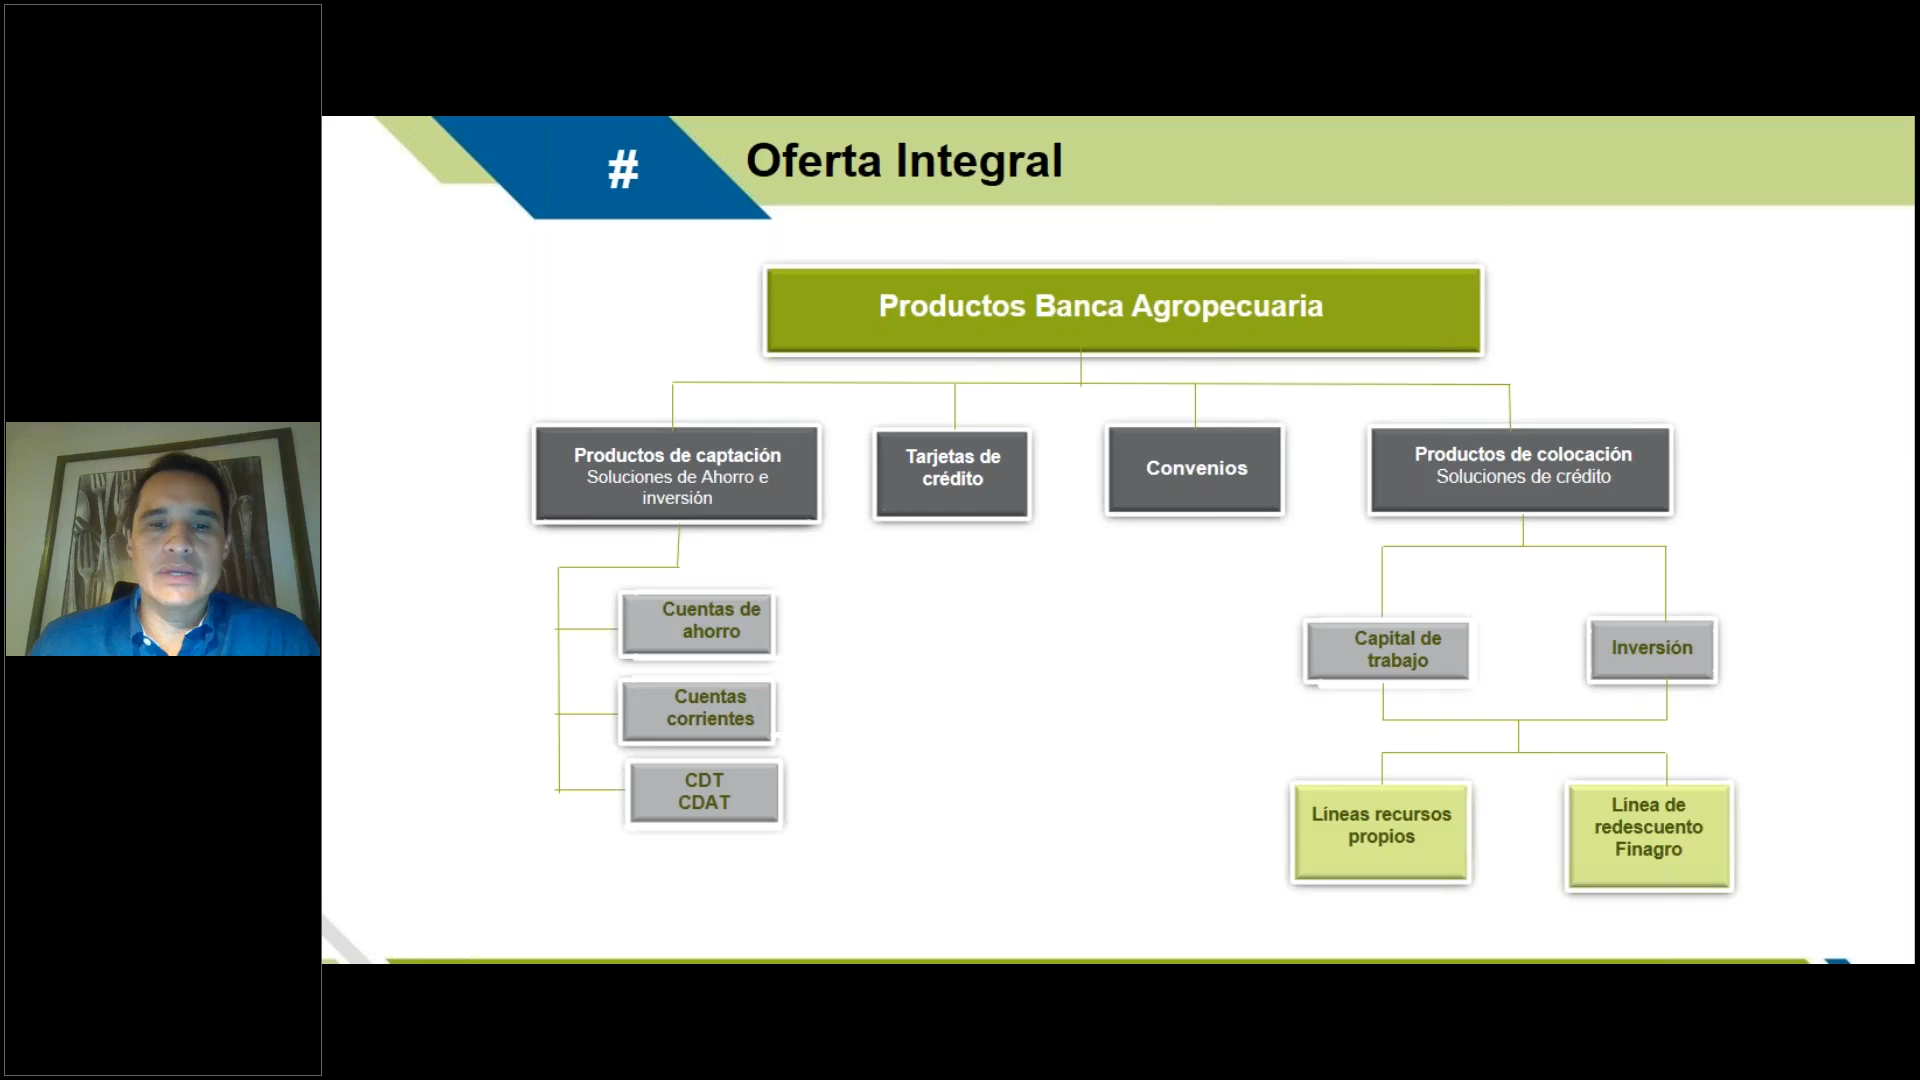 #
Oferta Integral
Productos Banca Agropecuaria
Productos de captación
Soluciones de Ahorro e
inversión
Tarjetas de
crédito
Convenios
Productos de colocación
Soluciones de crédito
Cuentas de
ahorro
Cuentas
corrientes
CDT
CDAT
Capital de
trabajo
Inversión
Líneas recursos
propios
Línea de
redescuento
Finagro